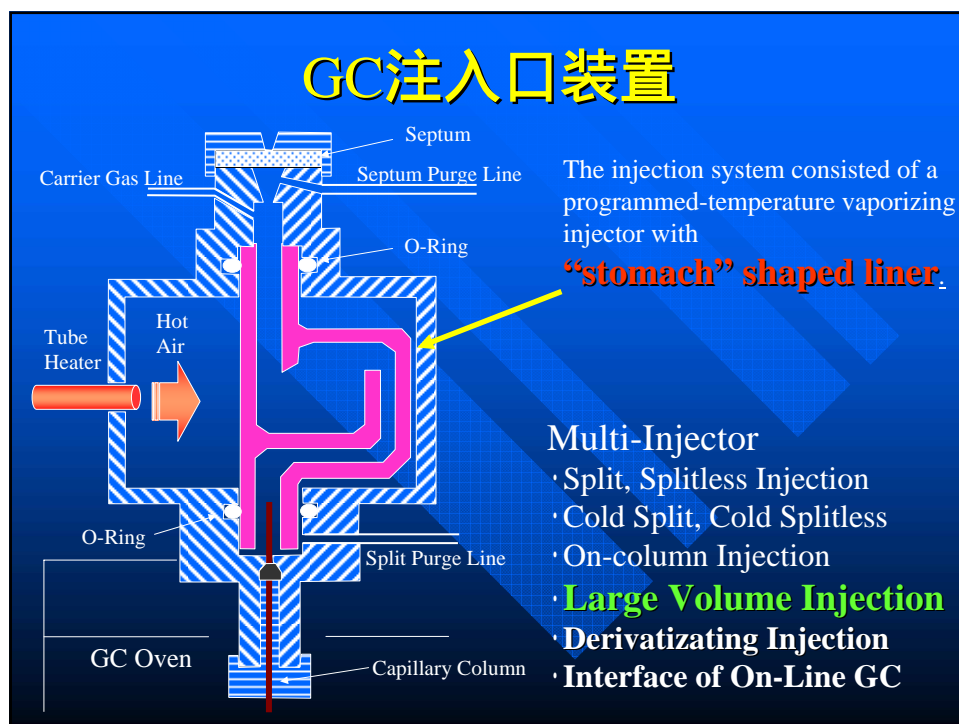 GC注入口装置
Septum
Carrier Gas Line
Septum Purge Line
The injection system consisted of a
programmed-temperature vaporizing
injector with
“stomach” shaped liner.
O-Ring
Tube
Heater
Hot
Air
Multi-Injector
·Split, Splitless Injection
·Cold Split, Cold Splitless
·On-column Injection
·Large Volume Injection
·Derivatizating Injection
·Interface of On-Line GC
O-Ring
Split Purge Line
GC Oven
Capillary Column